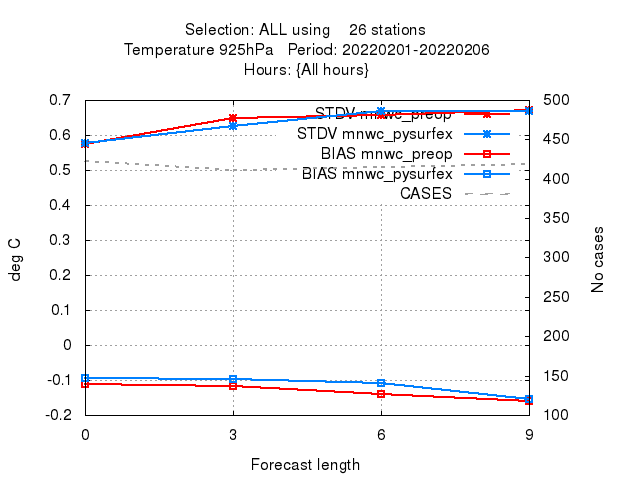 Selection: ALL using 26 stations
Temperature 925hPa Period: 20220201-20220206
Hours: {All hours}
0.7
0.6
0.5
0.4
0.3
0.2
0.1
0
-0.1
-0.2
deg C
500
450
400
350
300
250
200
150
100
No cases
STDV mnwc_preop
STDV mnwc_pysurfex
BIAS mnwc_preop
BIAS mnwc_pysurfex
CASES
0 3 6 9
Forecast length